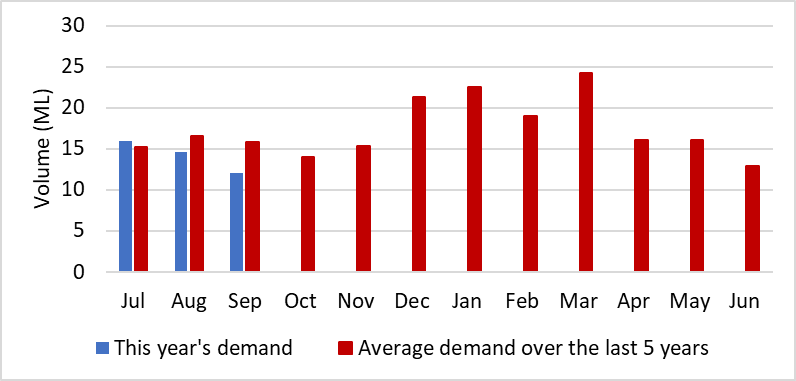 30
25
20
15
10
5
0
Volume (ML)
Jul Aug Sep Oct Nov Dec Jan Feb Mar Apr May Jun
This year's demand Average demand over the last 5 years